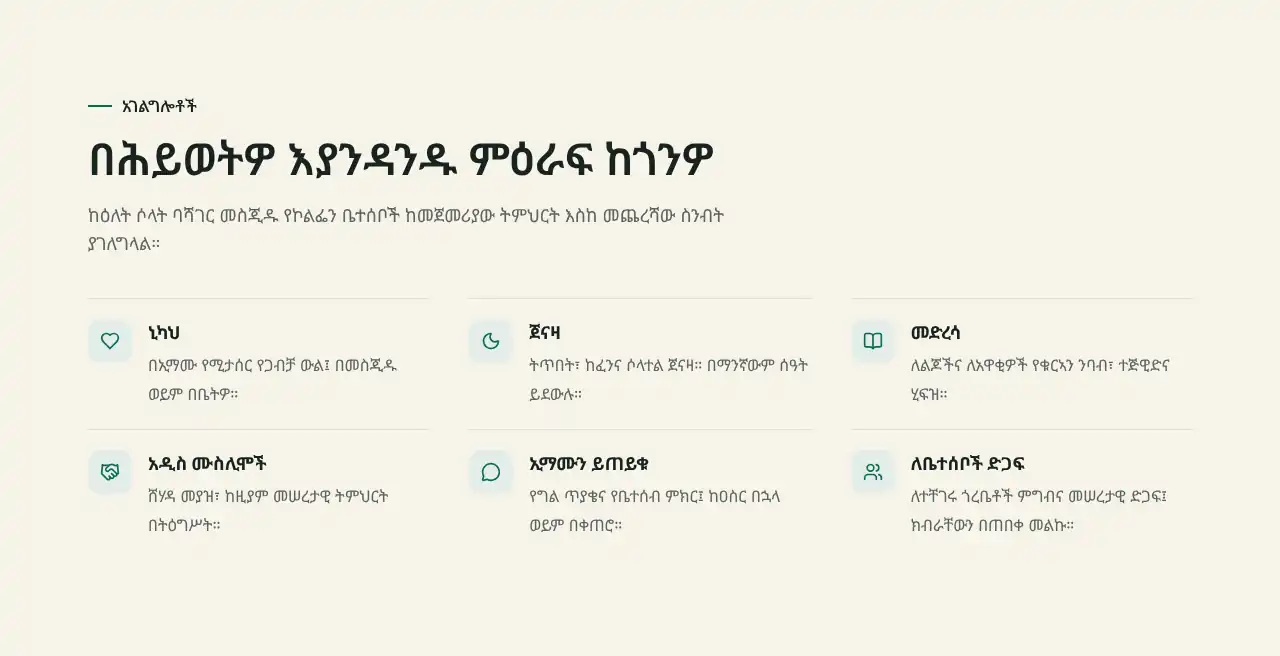 አገልግሎቶች
በሕይወትዎ እያንዳንዱ ምዕራፍ ከጎንዎ
ከዕለት ሶላት ባሻገር መስጂዱ የኮልፌን ቤተሰቦች ከመጀመሪያው ትምህርት እስከ መጨረሻው ስንብት
ያገለግላል።
ኒካህ
በኢማሙ የሚታሰር የጋብቻ ውል፤ በመስጂዱ
ወይም በቤትዎ።
ጀናዛ
ትጥበት፣ ከፈንና ሶላተል ጀናዛ። በማንኛውም ሰዓት
ይደውሉ።
መድረሳ
ለልጆችና ለአዋቂዎች የቁርኣን ንባብ፣ ተጅዊድና
ሂፍዝ።
አዲስ ሙስሊሞች
ሸሃዳ መያዝ፣ ከዚያም መሠረታዊ ትምህርት
በትዕግሥት።
ኢማሙን ይጠይቁ
የግል ጥያቄና የቤተሰብ ምክር፤ ከዐስር በኋላ
ወይም በቀጠሮ።
ለቤተሰቦች ድጋፍ
ለተቸገሩ ጎረቤቶች ምግብና መሠረታዊ ድጋፍ፤
ክብራቸውን በጠበቀ መልኩ።